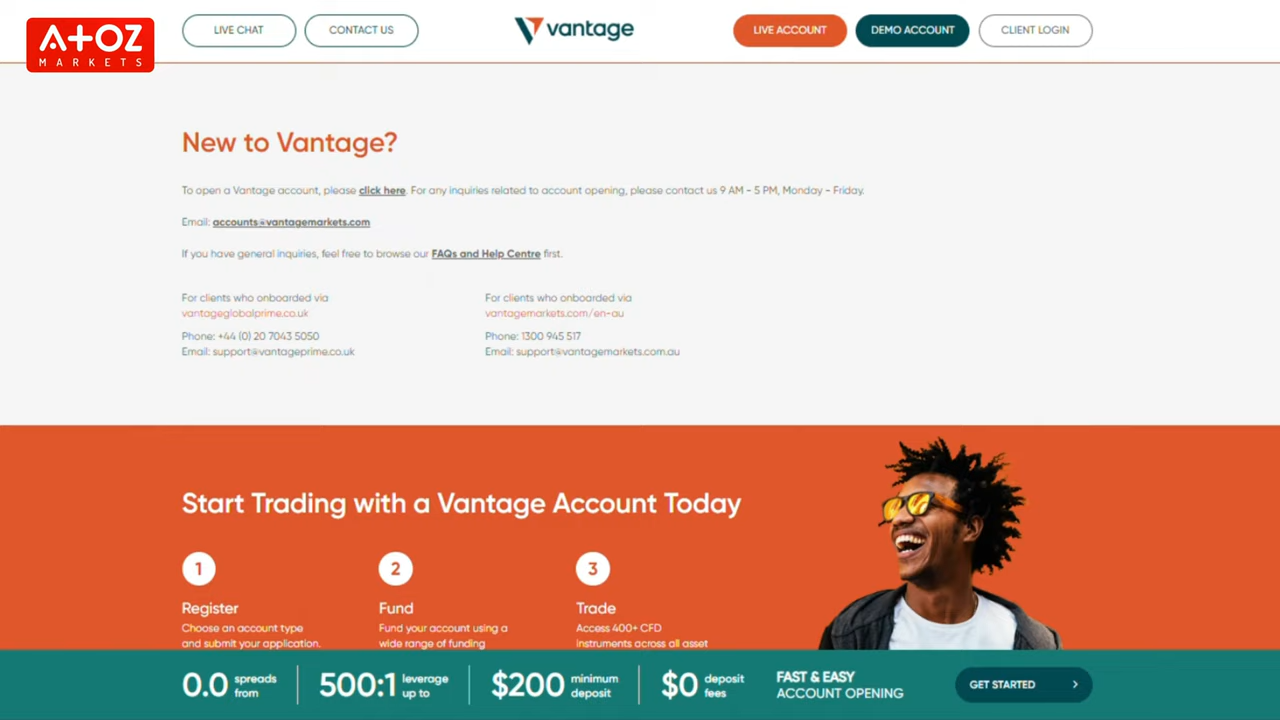 A+OZ
MARKETS
LIVE CHAT
CONTACT US
vantage
LIVE ACCOUNT
DEMO ACCOUNT
CLIENT LOGIN
New to Vantage?
To open a Vantage account, please click here. For any inquiries related to account opening, please contact us 9 AM - 5 PM, Monday - Friday.
Email: accounts@vantagemarkets.com
If you have general inquiries, feel free to browse our FAQs and Help Centre first.
For clients who onboarded via
vantageglobalprime.co.uk
Phone: +44 (0) 20 7043 5050
Email: support@vantageprime.co.uk
For clients who onboarded via
vantagemarkets.com/en-au
Phone: 1300 945 517
Email: support@vantagemarkets.com.au
Start Trading with a Vantage Account Today
1
Register
Choose an account type
and submit your application.
2
Fund
Fund your account using a
wide range of funding
3
Trade
Access 400+ CFD
instruments across all asset
0.0 spreads from
500:1 leverage up to
$200 minimum deposit
$0 deposit fees
FAST & EASY
ACCOUNT OPENING
GET STARTED